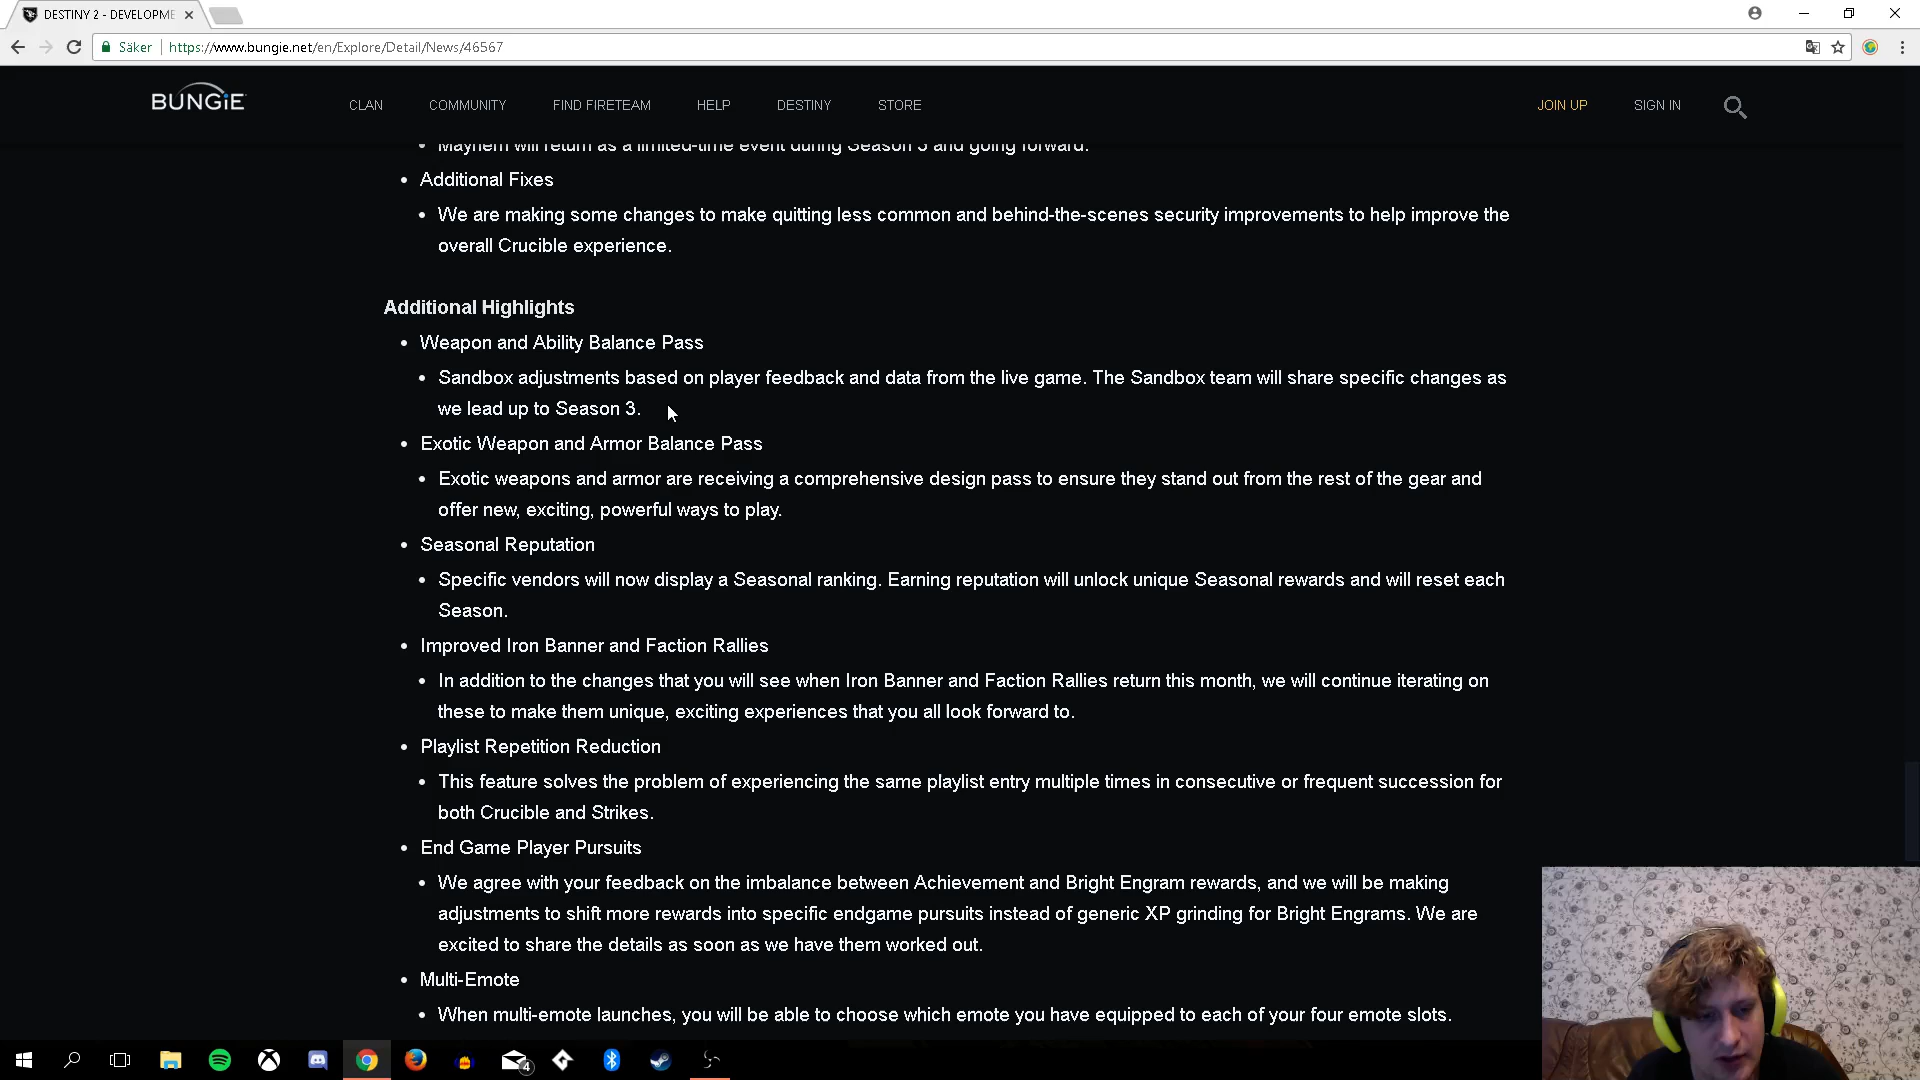 DESTINY 2 - DEVELOPME
Säker
https://www.bungie.net/en/Explore/Detail/News/46567
BUNGiE
CLAN
COMMUNITY
FIND FIRETEAM
HELP
DESTINY
STORE
JOIN UP
SIGN IN
• Mayhem will return as a limited-time event during Season 3 and going forward.
• Additional Fixes
• We are making some changes to make quitting less common and behind-the-scenes security improvements to help improve the
overall Crucible experience.
Additional Highlights
• Weapon and Ability Balance Pass
• Sandbox adjustments based on player feedback and data from the live game. The Sandbox team will share specific changes as
we lead up to Season 3.
• Exotic Weapon and Armor Balance Pass
• Exotic weapons and armor are receiving a comprehensive design pass to ensure they stand out from the rest of the gear and
offer new, exciting, powerful ways to play.
• Seasonal Reputation
• Specific vendors will now display a Seasonal ranking. Earning reputation will unlock unique Seasonal rewards and will reset each
Season.
• Improved Iron Banner and Faction Rallies
• In addition to the changes that you will see when Iron Banner and Faction Rallies return this month, we will continue iterating on
these to make them unique, exciting experiences that you all look forward to.
• Playlist Repetition Reduction
• This feature solves the problem of experiencing the same playlist entry multiple times in consecutive or frequent succession for
both Crucible and Strikes.
• End Game Player Pursuits
• We agree with your feedback on the imbalance between Achievement and Bright Engram rewards, and we will be making
adjustments to shift more rewards into specific endgame pursuits instead of generic XP grinding for Bright Engrams. We are
excited to share the details as soon as we have them worked out.
• Multi-Emote
• When multi-emote launches, you will be able to choose which emote you have equipped to each of your four emote slots.
4